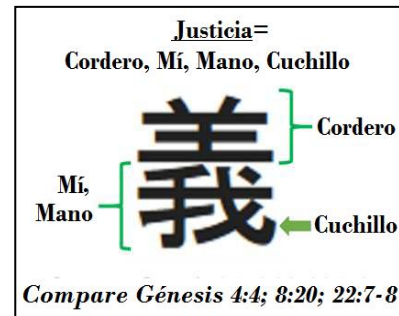 Justicia=
Cordero, Mí, Mano, Cuchillo
義
Cordero
Mí,
Mano
Cuchillo
Compare Génesis 4:4; 8:20; 22:7-8